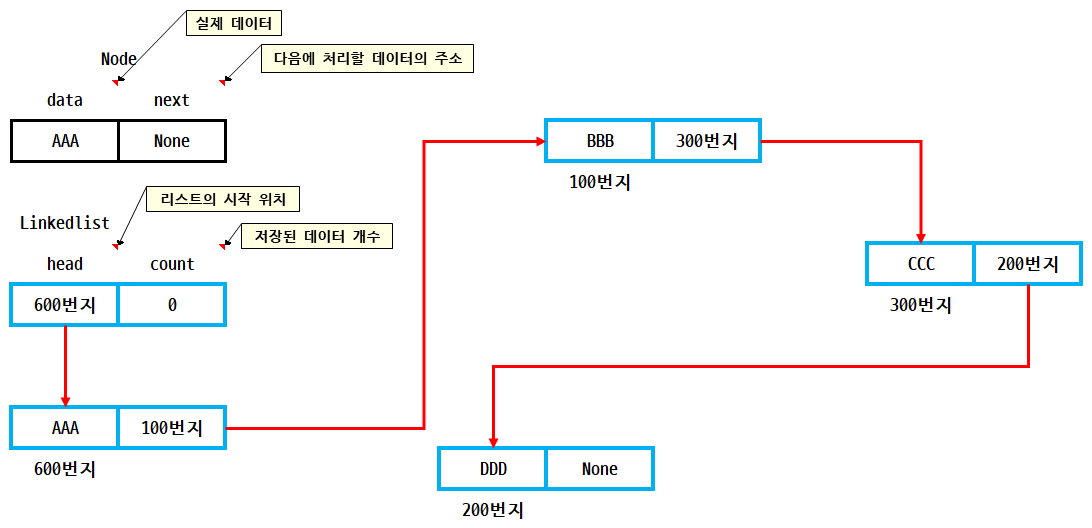 실제 데이터
Node
다음에 처리할 데이터의 주소
data next
AAA None
BBB 300번지
100번지
리스트의 시작 위치
Linkedlist
저장된 데이터 개수
head count
600번지 0
CCC 200번지
300번지
AAA 100번지
600번지
DDD None
200번지